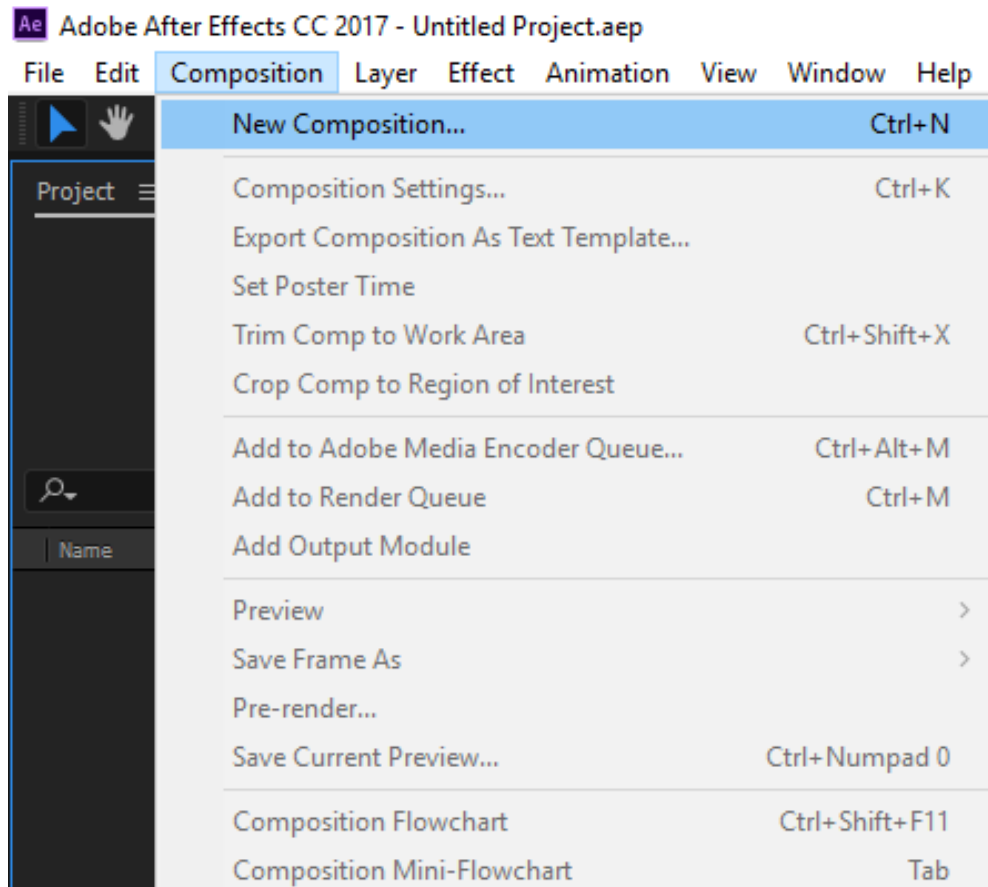 Ae Adobe After Effects CC 2017 - Untitled Project.aep
File Edit Composition Layer Effect Animation View Window Help
New Composition... Ctrl+N
Project
Composition Settings... Ctrl+K
Export Composition As Text Template...
Set Poster Time
Trim Comp to Work Area Ctrl+Shift+X
Crop Comp to Region of Interest
Add to Adobe Media Encoder Queue... Ctrl+Alt+M
Add to Render Queue Ctrl+M
Name
Add Output Module
Preview
Save Frame As
Pre-render...
Save Current Preview... Ctrl+Numpad 0
Composition Flowchart Ctrl+Shift+F11
Composition Mini-Flowchart Tab